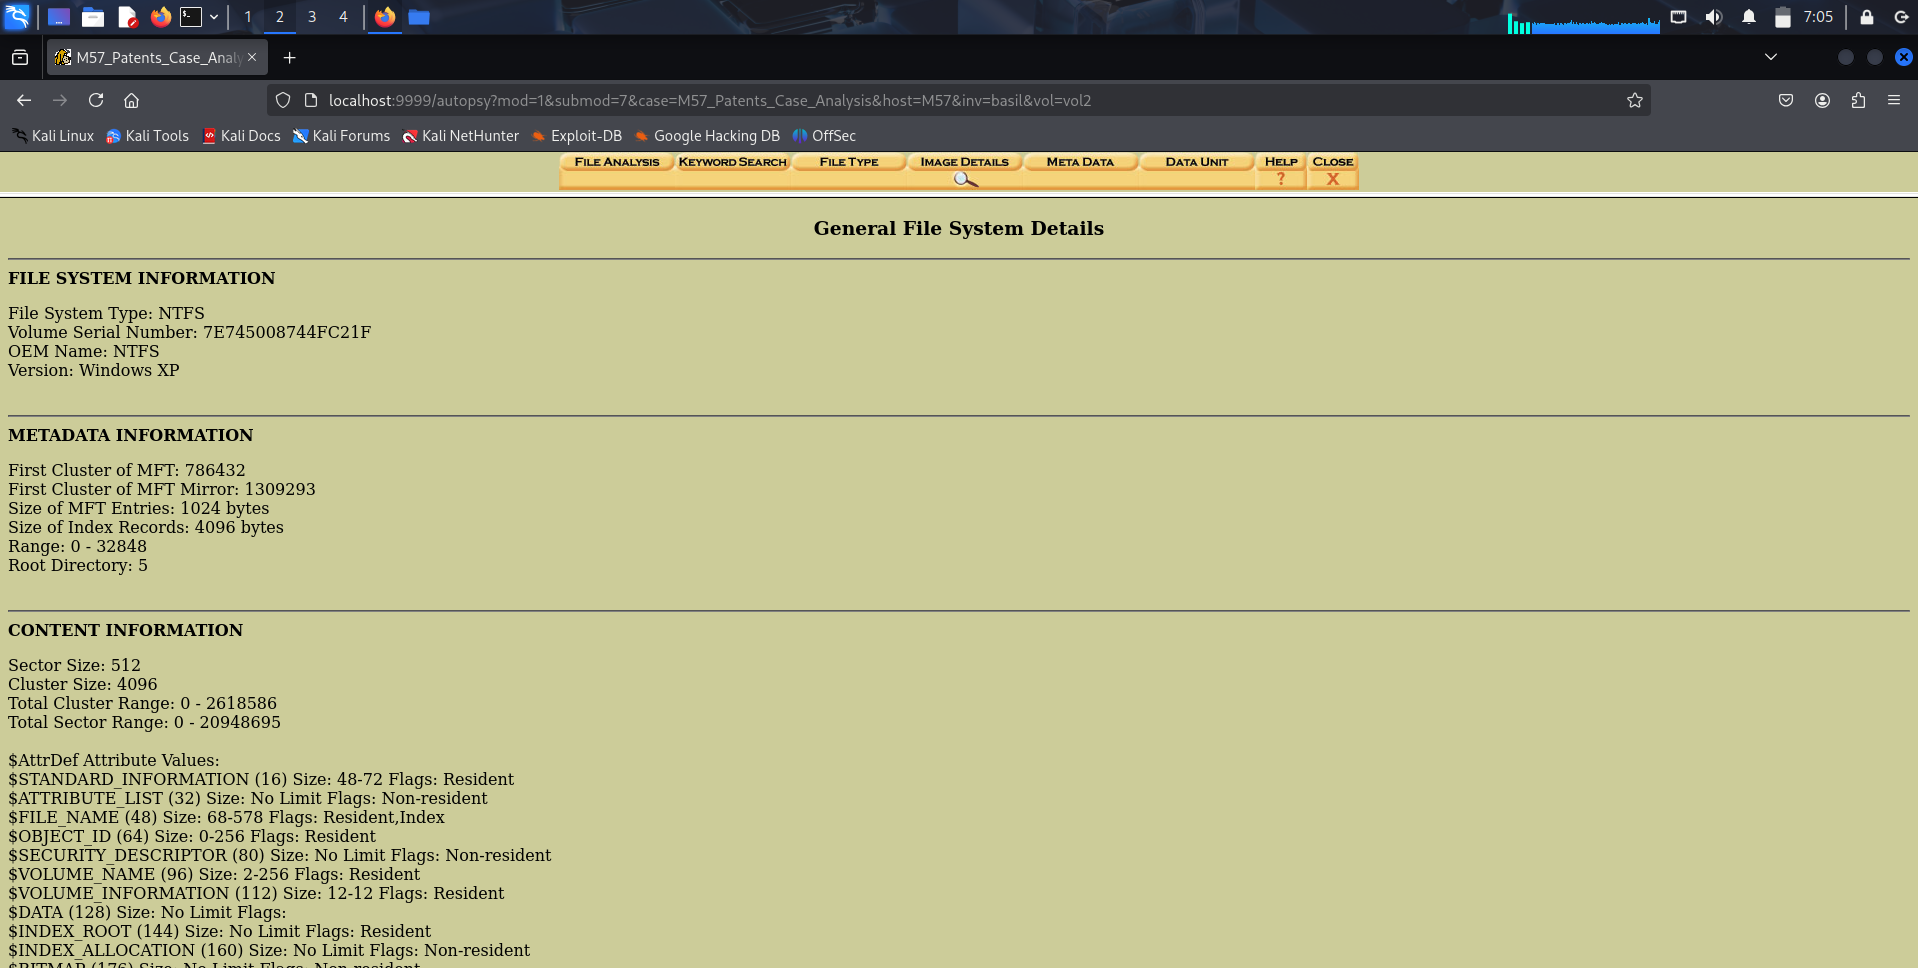 1 2 3 4 7:05
M57_Patents_Case_Anal
localhost:9999/autopsy?mod=1&submod=7&case=M57_Patents_Case_Analysis&host=M57&inv=basil&vol=vol2
Kali Linux Kali Tools Kali Docs Kali Forums Kali NetHunter Exploit-DB Google Hacking DB OffSec
FILE ANALYSIS KEYWORD SEARCH FILE TYPE IMAGE DETAILS META DATA DATA UNIT HELP CLOSE
? X
General File System Details
FILE SYSTEM INFORMATION
File System Type: NTFS
Volume Serial Number: 7E745008744FC21F
OEM Name: NTFS
Version: Windows XP
METADATA INFORMATION
First Cluster of MFT: 786432
First Cluster of MFT Mirror: 1309293
Size of MFT Entries: 1024 bytes
Size of Index Records: 4096 bytes
Range: 0 - 32848
Root Directory: 5
CONTENT INFORMATION
Sector Size: 512
Cluster Size: 4096
Total Cluster Range: 0 - 2618586
Total Sector Range: 0 - 20948695
$AttrDef Attribute Values:
$STANDARD_INFORMATION (16) Size: 48-72 Flags: Resident
$ATTRIBUTE_LIST (32) Size: No Limit Flags: Non-resident
$FILE_NAME (48) Size: 68-578 Flags: Resident,Index
$OBJECT_ID (64) Size: 0-256 Flags: Resident
$SECURITY_DESCRIPTOR (80) Size: No Limit Flags: Non-resident
$VOLUME_NAME (96) Size: 2-256 Flags: Resident
$VOLUME_INFORMATION (112) Size: 12-12 Flags: Resident
$DATA (128) Size: No Limit Flags:
$INDEX_ROOT (144) Size: No Limit Flags: Resident
$INDEX_ALLOCATION (160) Size: No Limit Flags: Non-resident
$BITMAP (176) Size: No Limit Flags: Non-resident